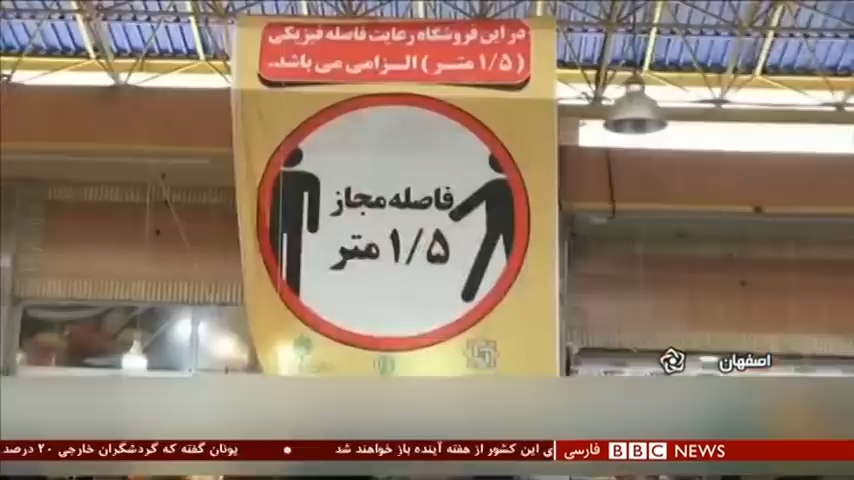 در این فروشگاه رعایت فاصله فیزیکی
(۱/۵ متر) الزامی می باشد.
فاصله مجاز
۱/۵ متر
اصفهان
BBC NEWS فارسی
ی این کشور از هفته آینده باز خواهند شد • یونان گفته که گردشگران خارجی ۲۰ درصد